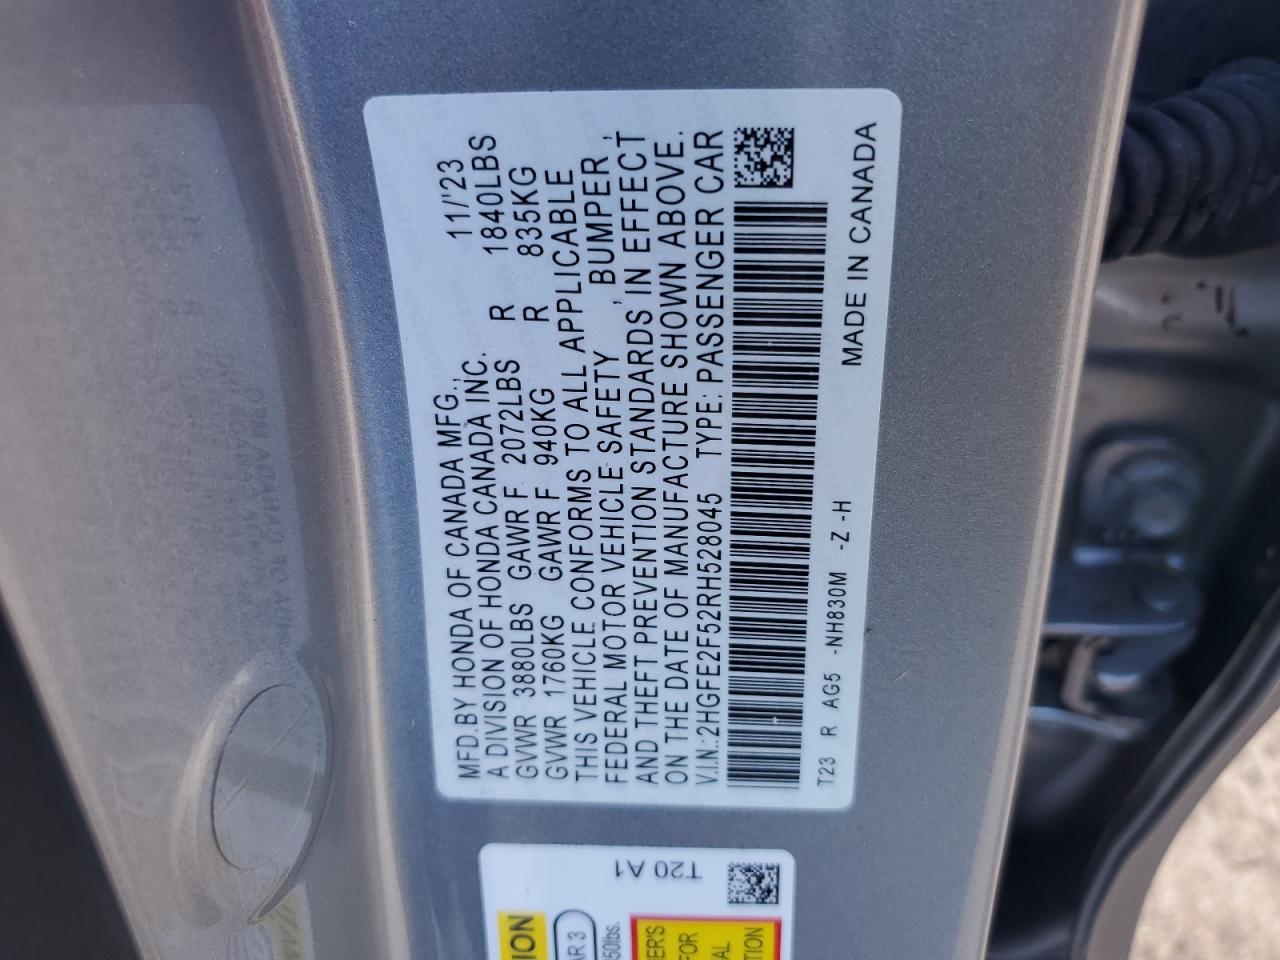 MFD.BY HONDA OF CANADA MFG., 11/'23
A DIVISION OF HONDA CANADA INC.
GVWR 3880LBS GAWR F 2072LBS R 1840LBS
GVWR 1760KG GAWR F 940KG R 835KG
THIS VEHICLE CONFORMS TO ALL APPLICABLE
FEDERAL MOTOR VEHICLE SAFETY, BUMPER,
AND THEFT PREVENTION STANDARDS, IN EFFECT
ON THE DATE OF MANUFACTURE SHOWN ABOVE.
V.I.N.:2HGFE2F52RH528045 TYPE:PASSENGER CAR
T23 R AG5 -NH830M -Z -H MADE IN CANADA
T20 A1